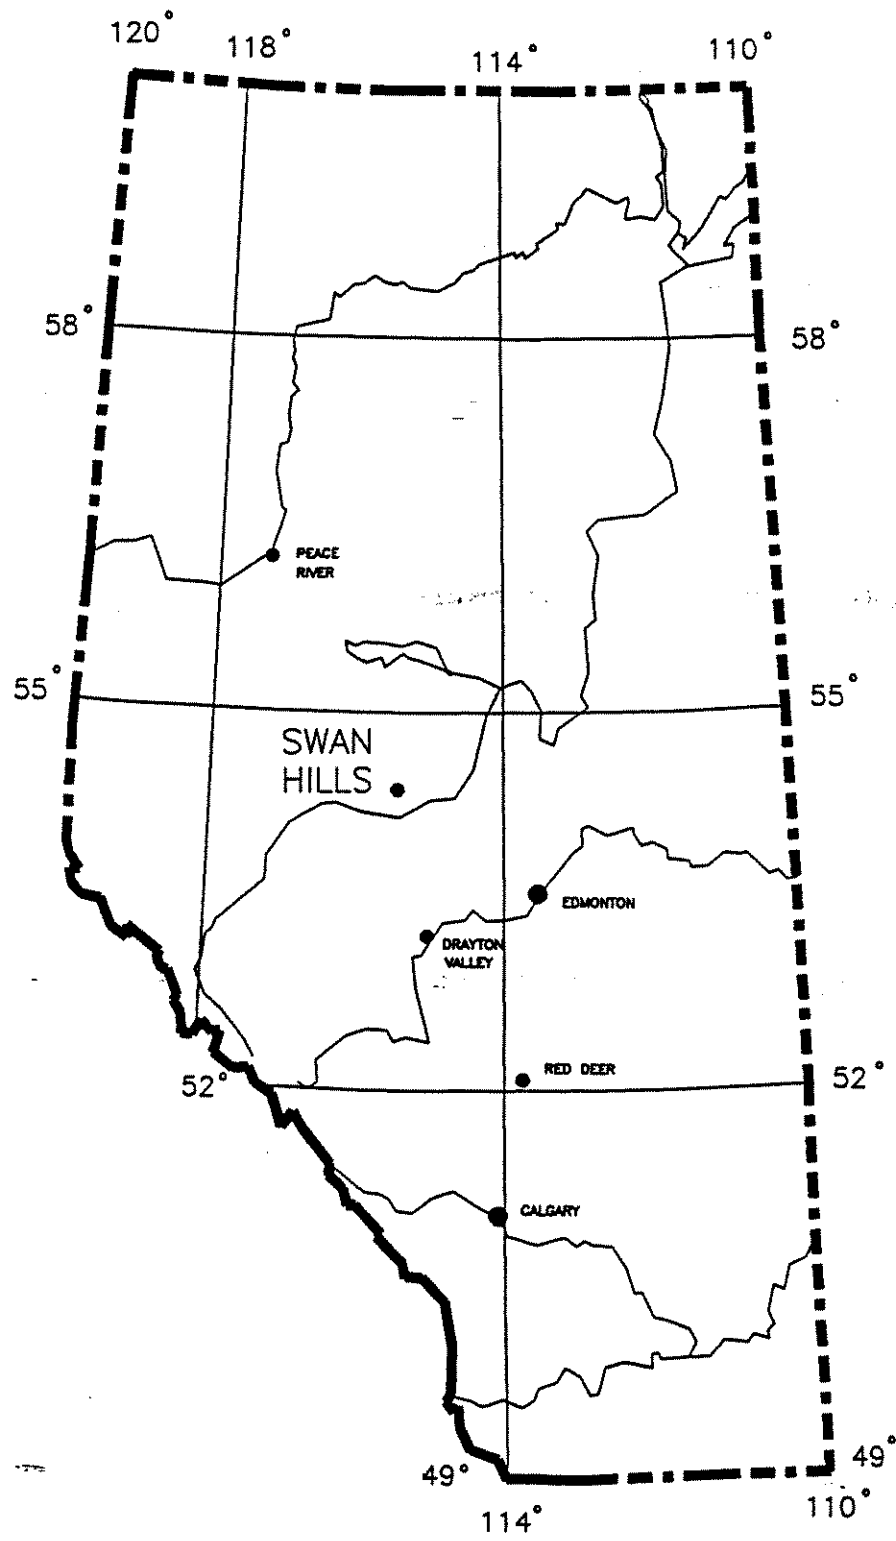 120°
118°
114°
110°
58°
58°
PEACE
RIVER
55°
55°
SWAN
HILLS
EDMONTON
DRAYTON
VALLEY
RED DEER
52°
52°
CALGARY
49°
49°
114°
110°